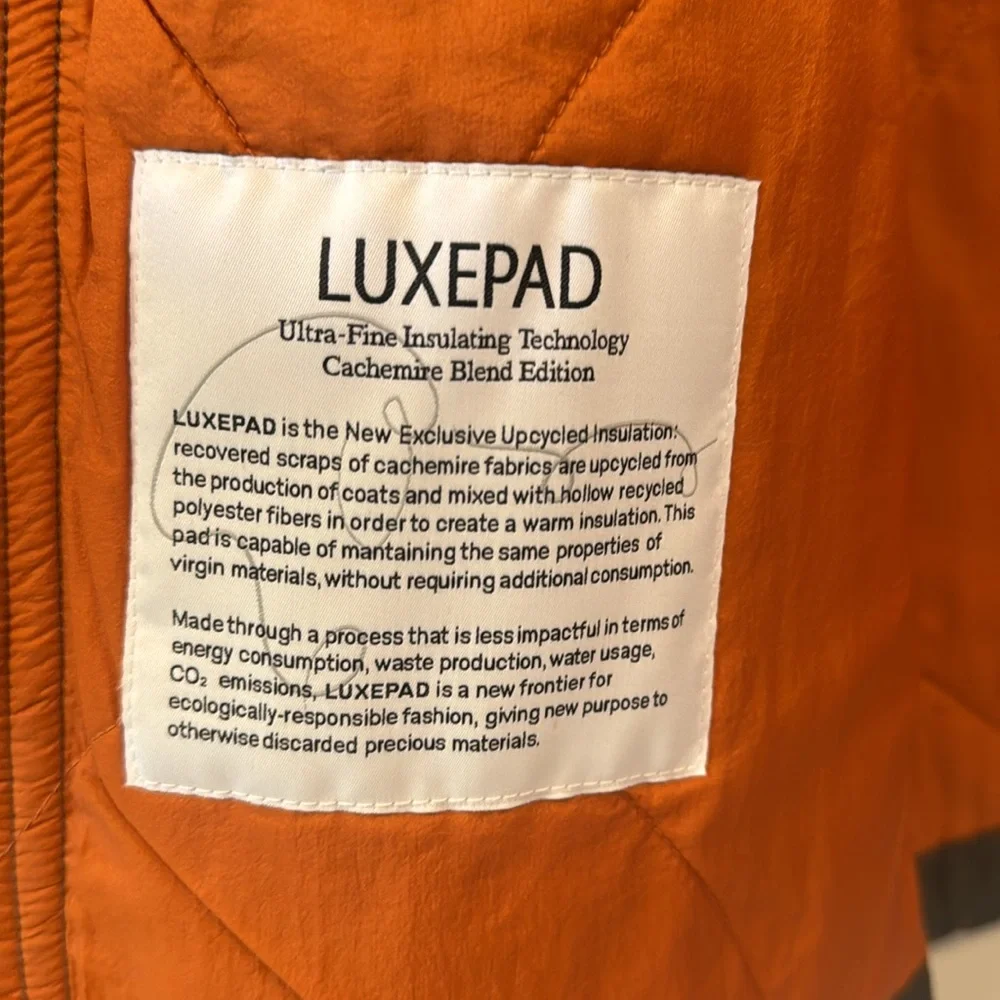 LUXEPAD
Ultra-Fine Insulating Technology
Cachemire Blend Edition
LUXEPAD is the New Exclusive Upcycled Insulation:
recovered scraps of cachemire fabrics are upcycled from
the production of coats and mixed with hollow recycled
polyester fibers in order to create a warm insulation. This
pad is capable of mantaining the same properties of
virgin materials, without requiring additional consumption.
Made through a process that is less impactful in terms of
energy consumption, waste production, water usage,
CO₂ emissions, LUXEPAD is a new frontier for
ecologically-responsible fashion, giving new purpose to
otherwise discarded precious materials.